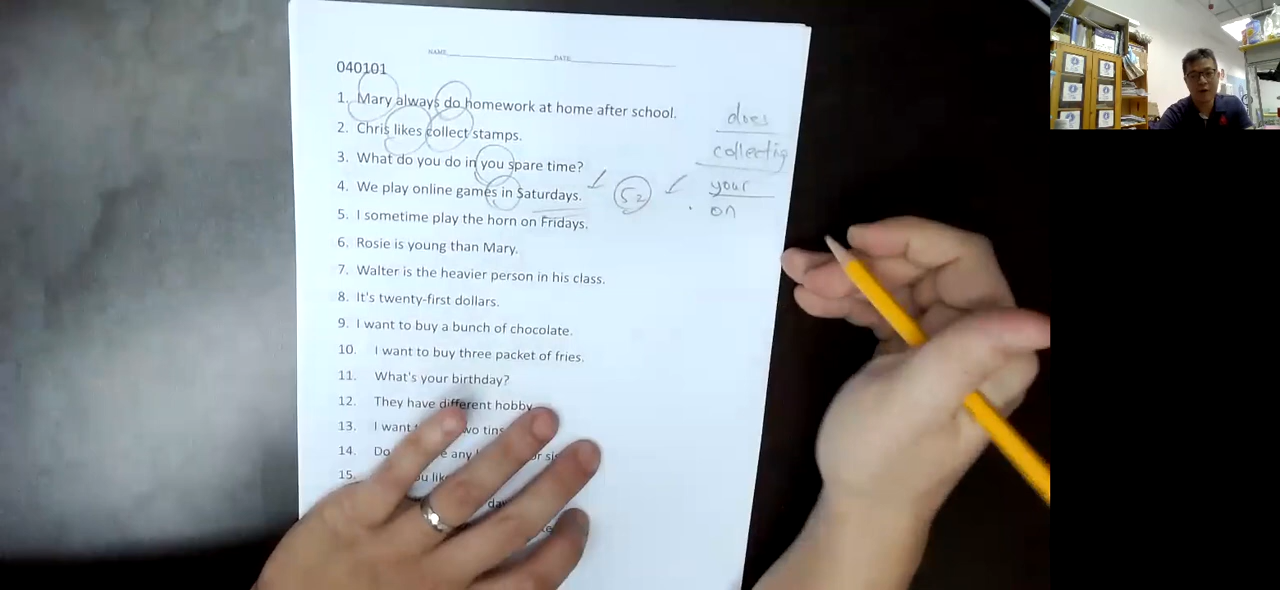 NAME DATE
040101
1. Mary always do homework at home after school. does
2. Chris likes collect stamps. collecting
3. What do you do in you spare time? your
4. We play online games in Saturdays. 52 on
5. I sometime play the horn on Fridays.
6. Rosie is young than Mary.
7. Walter is the heavier person in his class.
8. It's twenty-first dollars.
9. I want to buy a bunch of chocolate.
10. I want to buy three packet of fries.
11. What's your birthday?
12. They have different hobby
13. I want two tins
14. Do any
15.